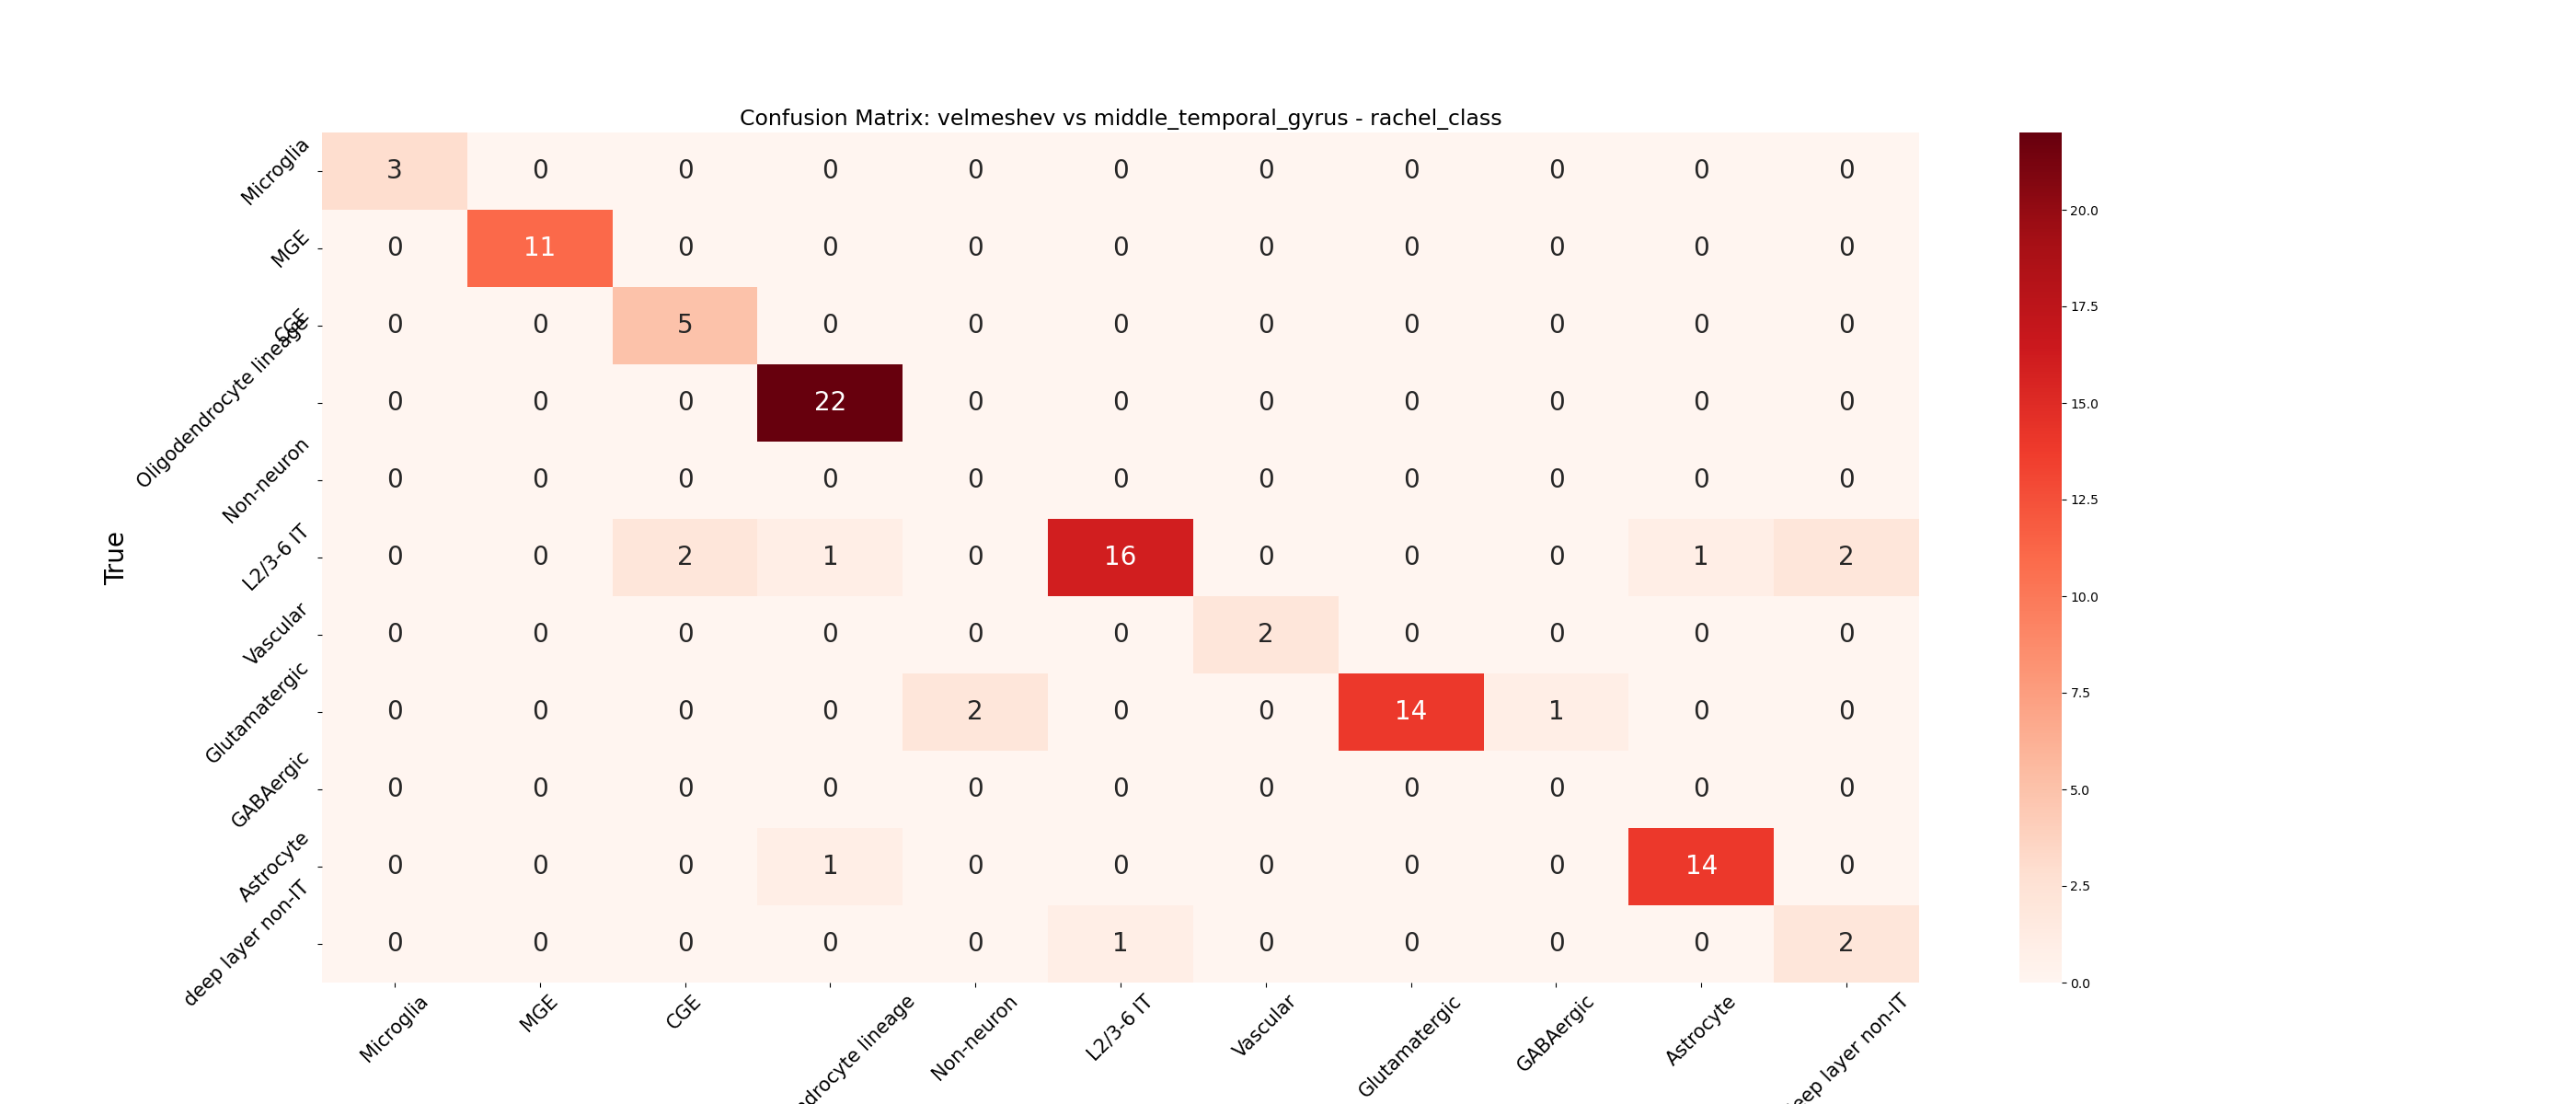 Confusion Matrix: velmeshev vs middle_temporal_gyrus - rachel_class
True
Microglia 3 0 0 0 0 0 0 0 0 0 0
MGE 0 11 0 0 0 0 0 0 0 0 0
CGE 0 0 5 0 0 0 0 0 0 0 0
Oligodendrocyte lineage 0 0 0 22 0 0 0 0 0 0 0
Non-neuron 0 0 0 0 0 0 0 0 0 0 0
L2/3-6 IT 0 0 2 1 0 16 0 0 0 1 2
Vascular 0 0 0 0 0 0 2 0 0 0 0
Glutamatergic 0 0 0 0 2 0 0 14 1 0 0
GABAergic 0 0 0 0 0 0 0 0 0 0 0
Astrocyte 0 0 0 1 0 0 0 0 0 14 0
deep layer non-IT 0 0 0 0 0 1 0 0 0 0 2
Microglia
MGE
CGE
ndrocyte lineage
Non-neuron
L2/3-6 IT
Vascular
Glutamatergic
GABAergic
Astrocyte
eep layer non-IT
20.0
17.5
15.0
12.5
10.0
7.5
5.0
2.5
0.0